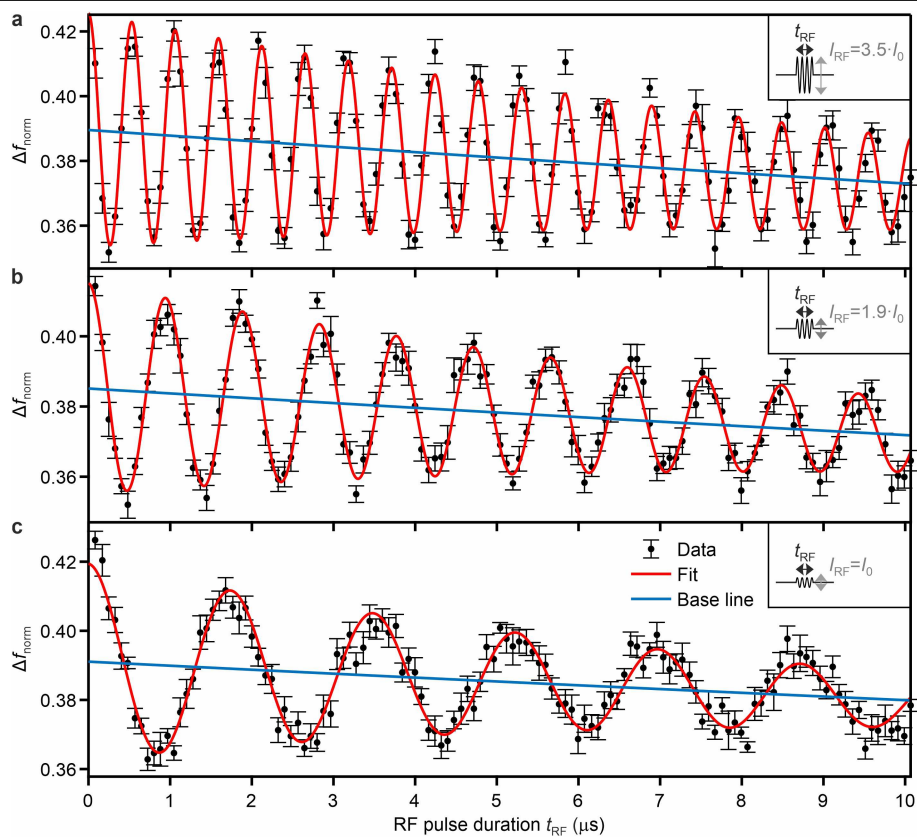 a
0.42
0.40
0.38
0.36
Δfnorm
tRF
IRF=3.5·I0
b
0.40
0.38
0.36
Δfnorm
tRF
IRF=1.9·I0
c
0.42
0.40
0.38
0.36
Δfnorm
Data
Fit
Base line
tRF
IRF=I0
0 1 2 3 4 5 6 7 8 9 10
RF pulse duration tRF (μs)